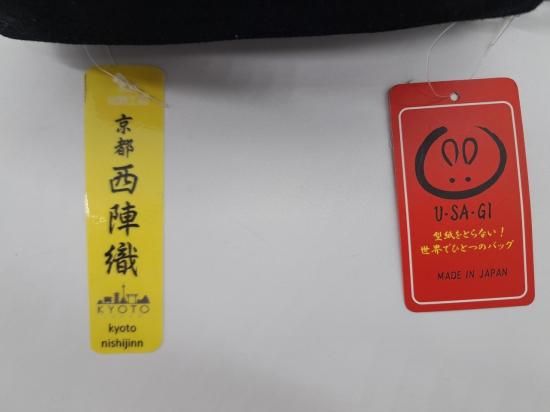 京都
西陣織
KYOTO
kyoto
nishijinn
U-SA-GI
型紙をとらない!
世界でひとつのバッグ
MADE IN JAPAN